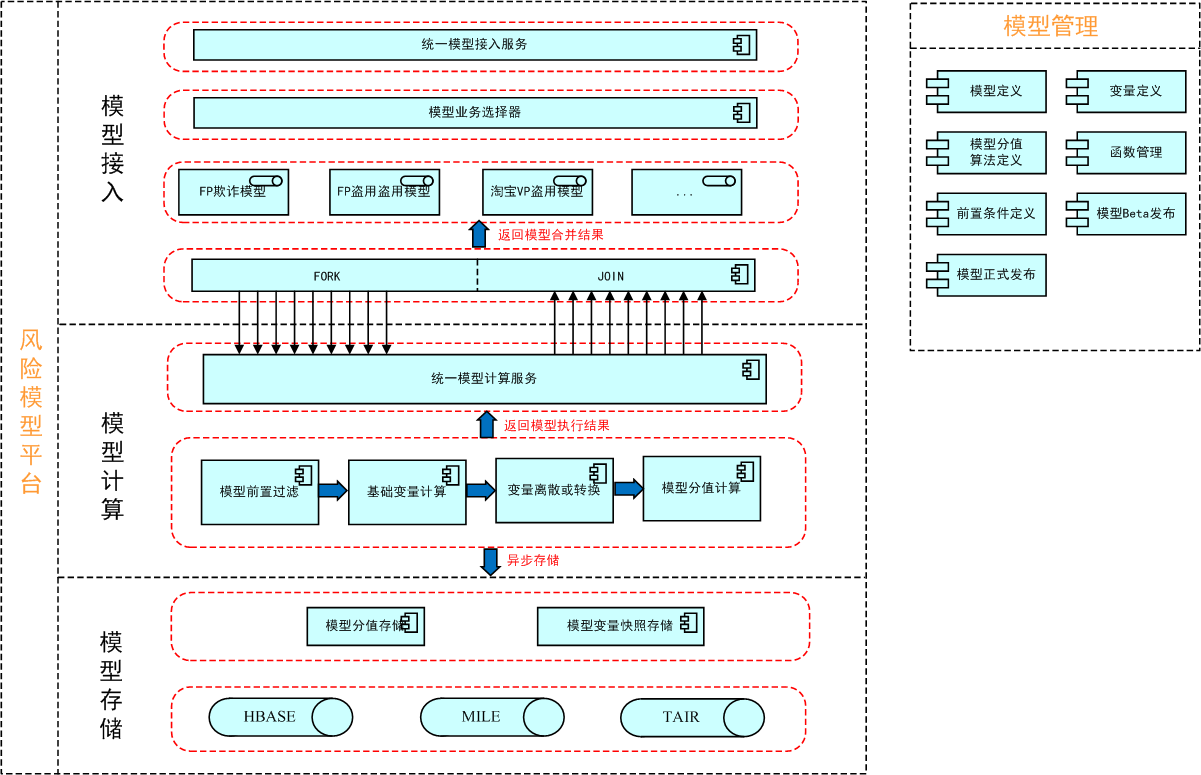 模型管理
模型定义
变量定义
模型分值
算法定义
函数管理
前置条件定义
模型Beta发布
模型正式发布
风险模型平台
模型接入
统一模型接入服务
模型业务选择器
FP欺诈模型
FP盗用盗用模型
淘宝VP盗用模型
...
返回模型合并结果
FORK
JOIN
模型计算
统一模型计算服务
返回模型执行结果
模型前置过滤
基础变量计算
变量离散或转换
模型分值计算
异步存储
模型存储
模型分值存储
模型变量快照存储
HBASE
MILE
TAIR